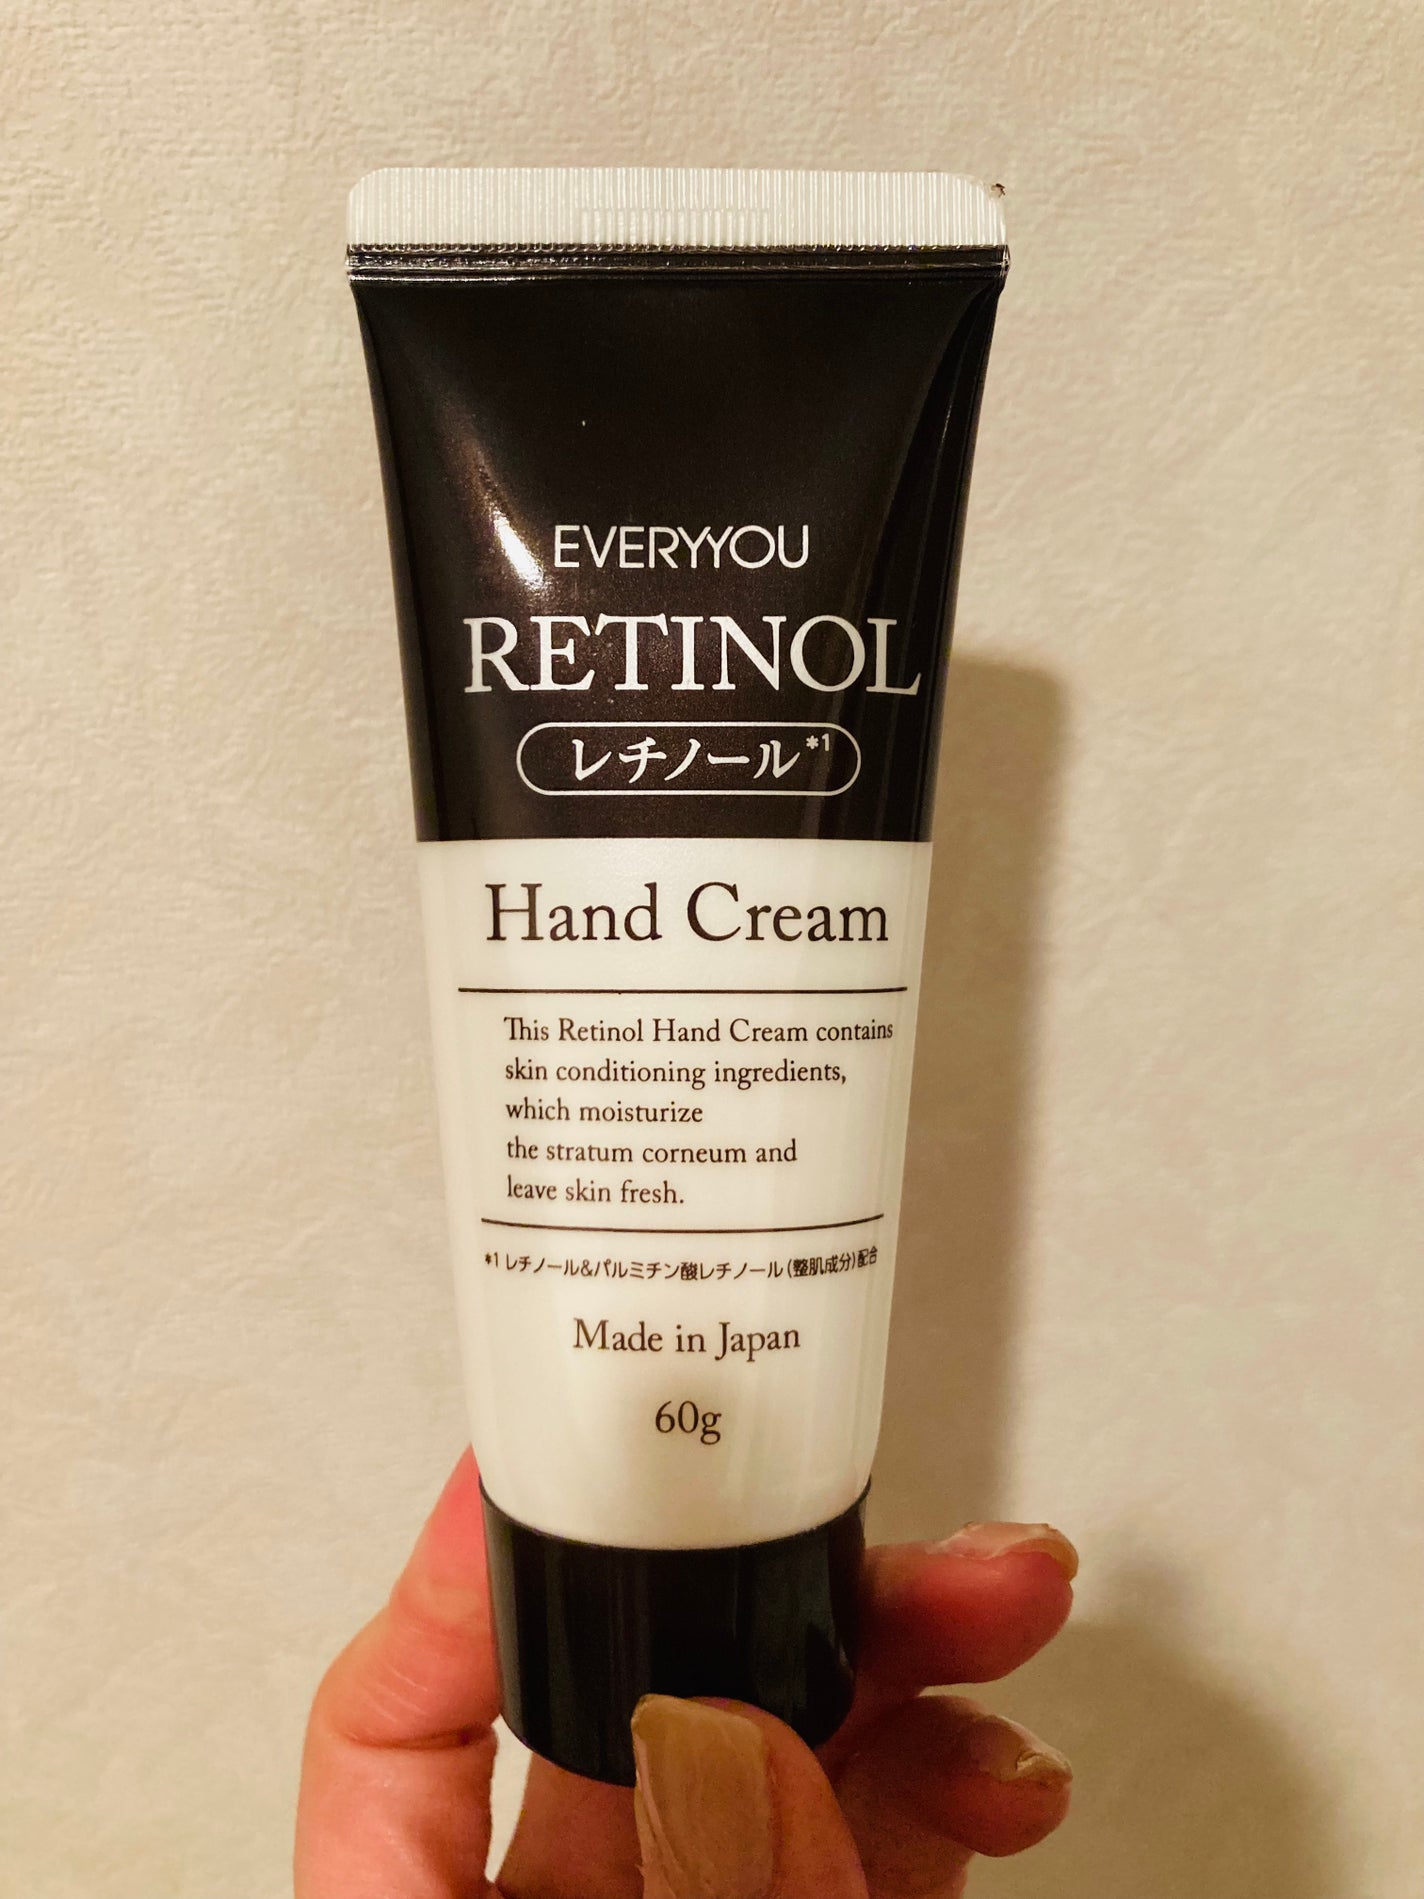 EVERYYOU
RETINOL
レチノール*1
Hand Cream
This Retinol Hand Cream contains
skin conditioning ingredients,
which moisturize
the stratum corneum and
leave skin fresh.
*1 レチノール&パルミチン酸レチノール(整肌成分)配合
Made in Japan
60g